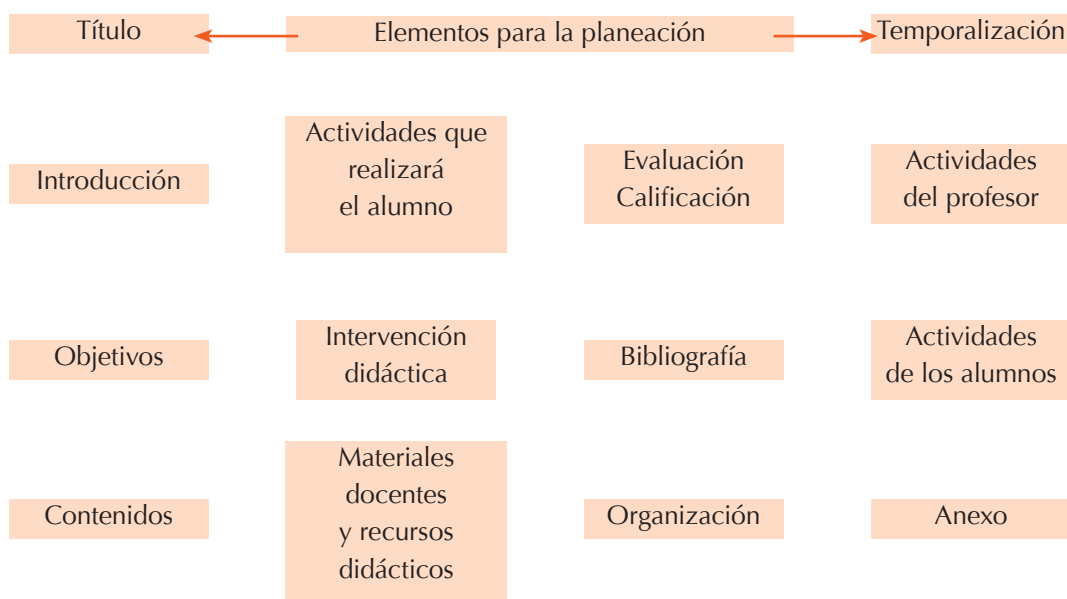 Título
Elementos para la planeación
Temporalización
Introducción
Actividades que
realizará
el alumno
Evaluación
Calificación
Actividades
del profesor
Objetivos
Intervención
didáctica
Bibliografía
Actividades
de los alumnos
Contenidos
Materiales
docentes
y recursos
didácticos
Organización
Anexo